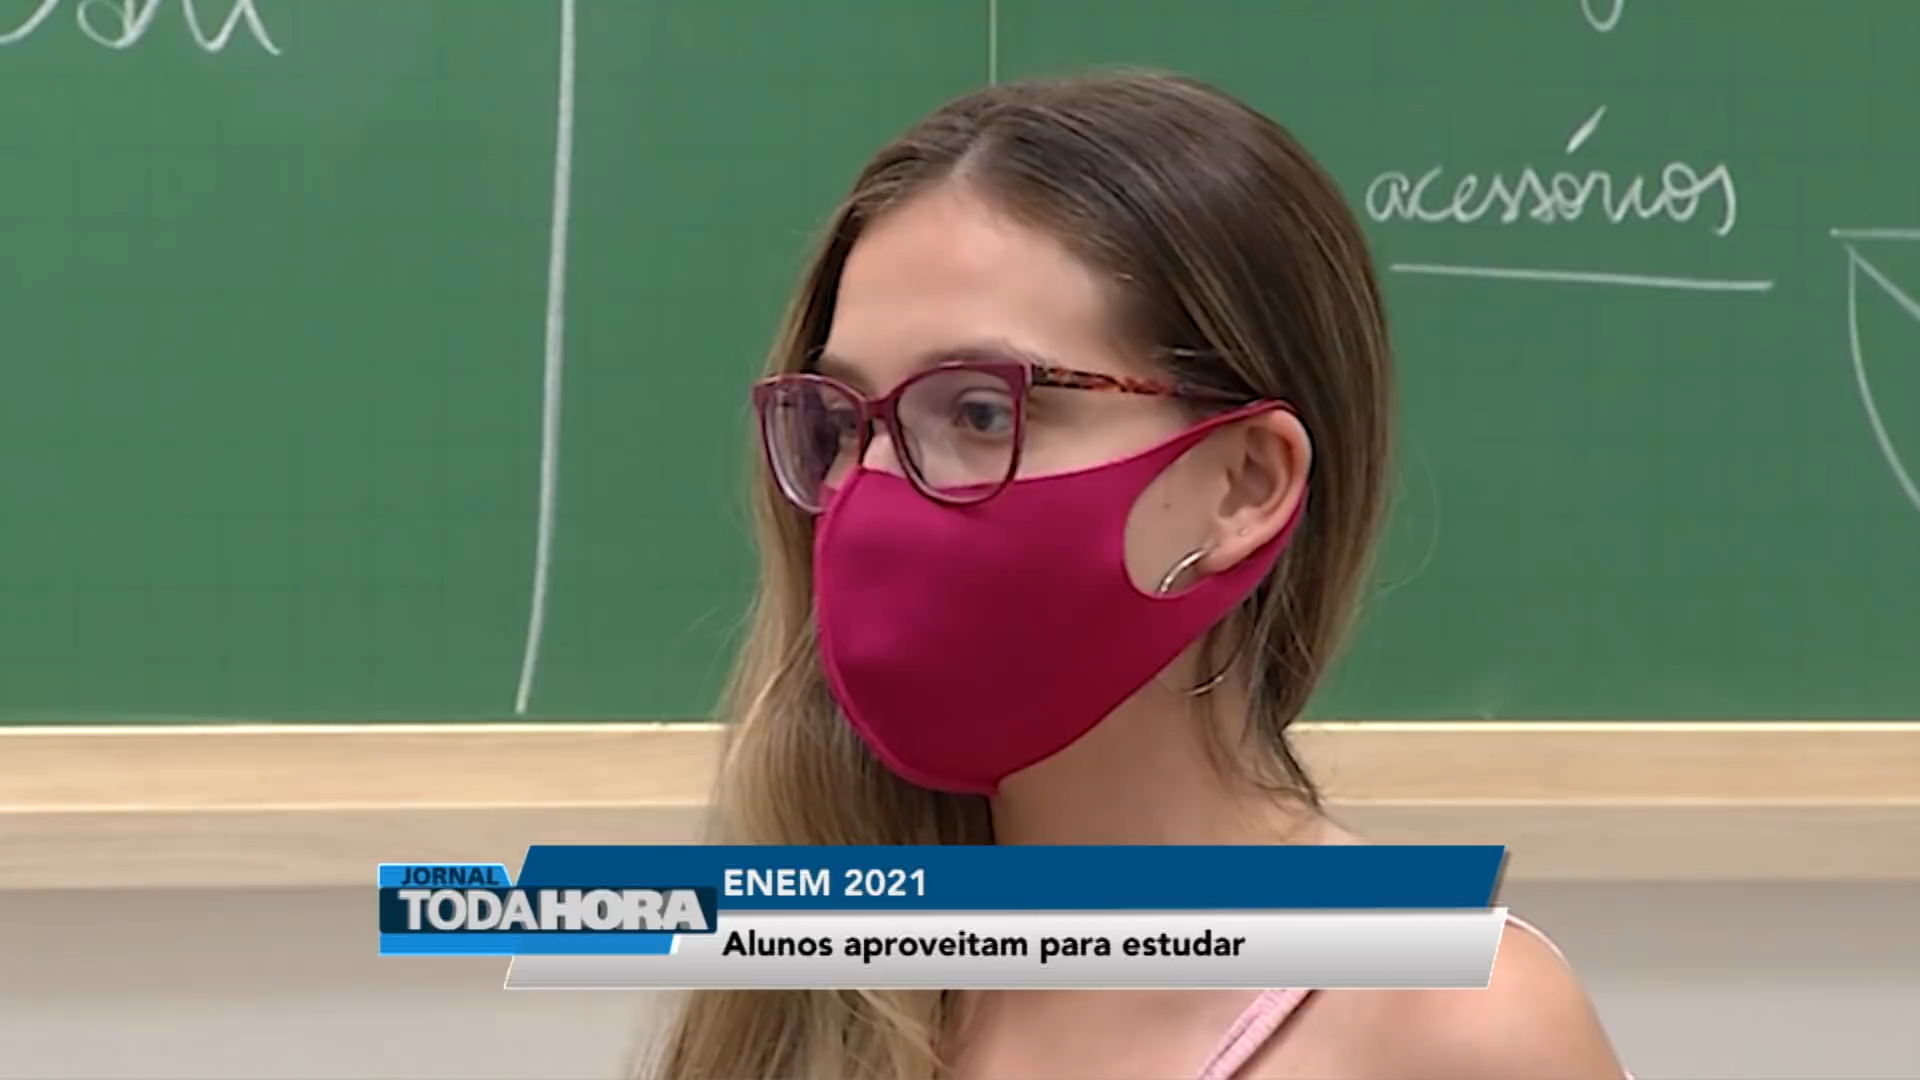 acessórios
JORNAL
TODAHORA
ENEM 2021
Alunos aproveitam para estudar